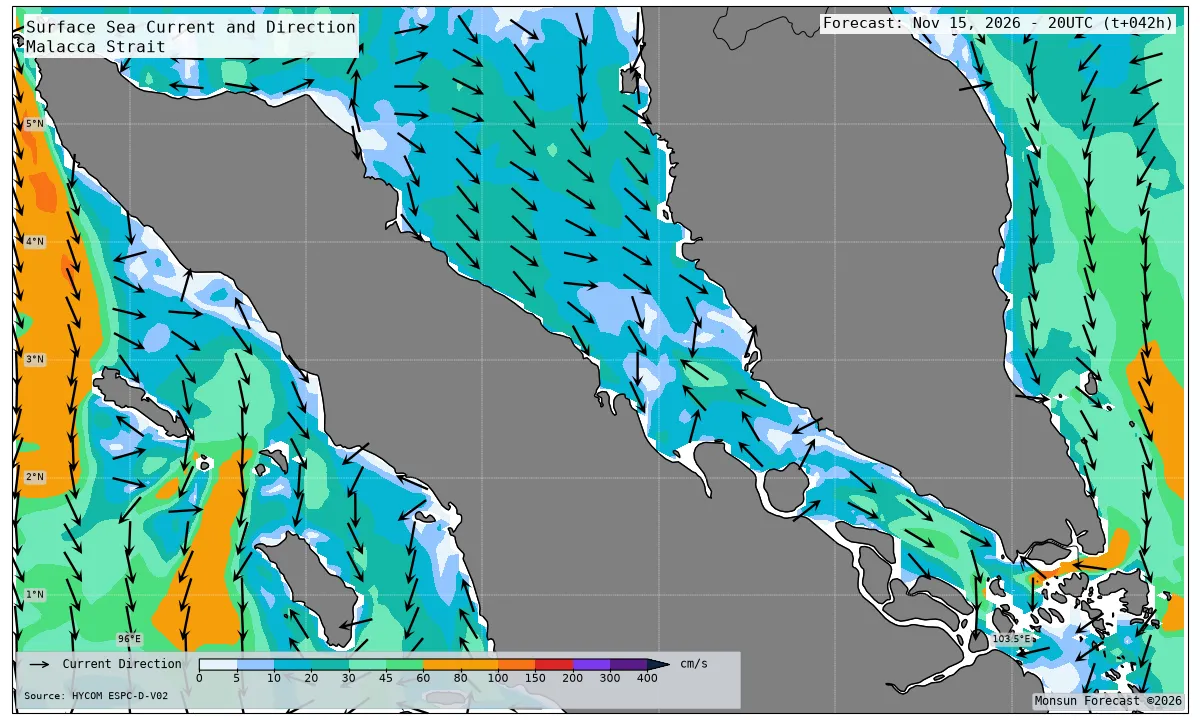 Surface Sea Current and Direction
Malacca Strait
Forecast: Nov 15, 2026 - 20UTC (t+042h)
5°N
4°N
3°N
2°N
1°N
96°E
103.5°E
Current Direction
0 5 10 20 30 45 60 80 100 150 200 300 400
cm/s
Source: HYCOM ESPC-D-V02
Monsun Forecast ©2026